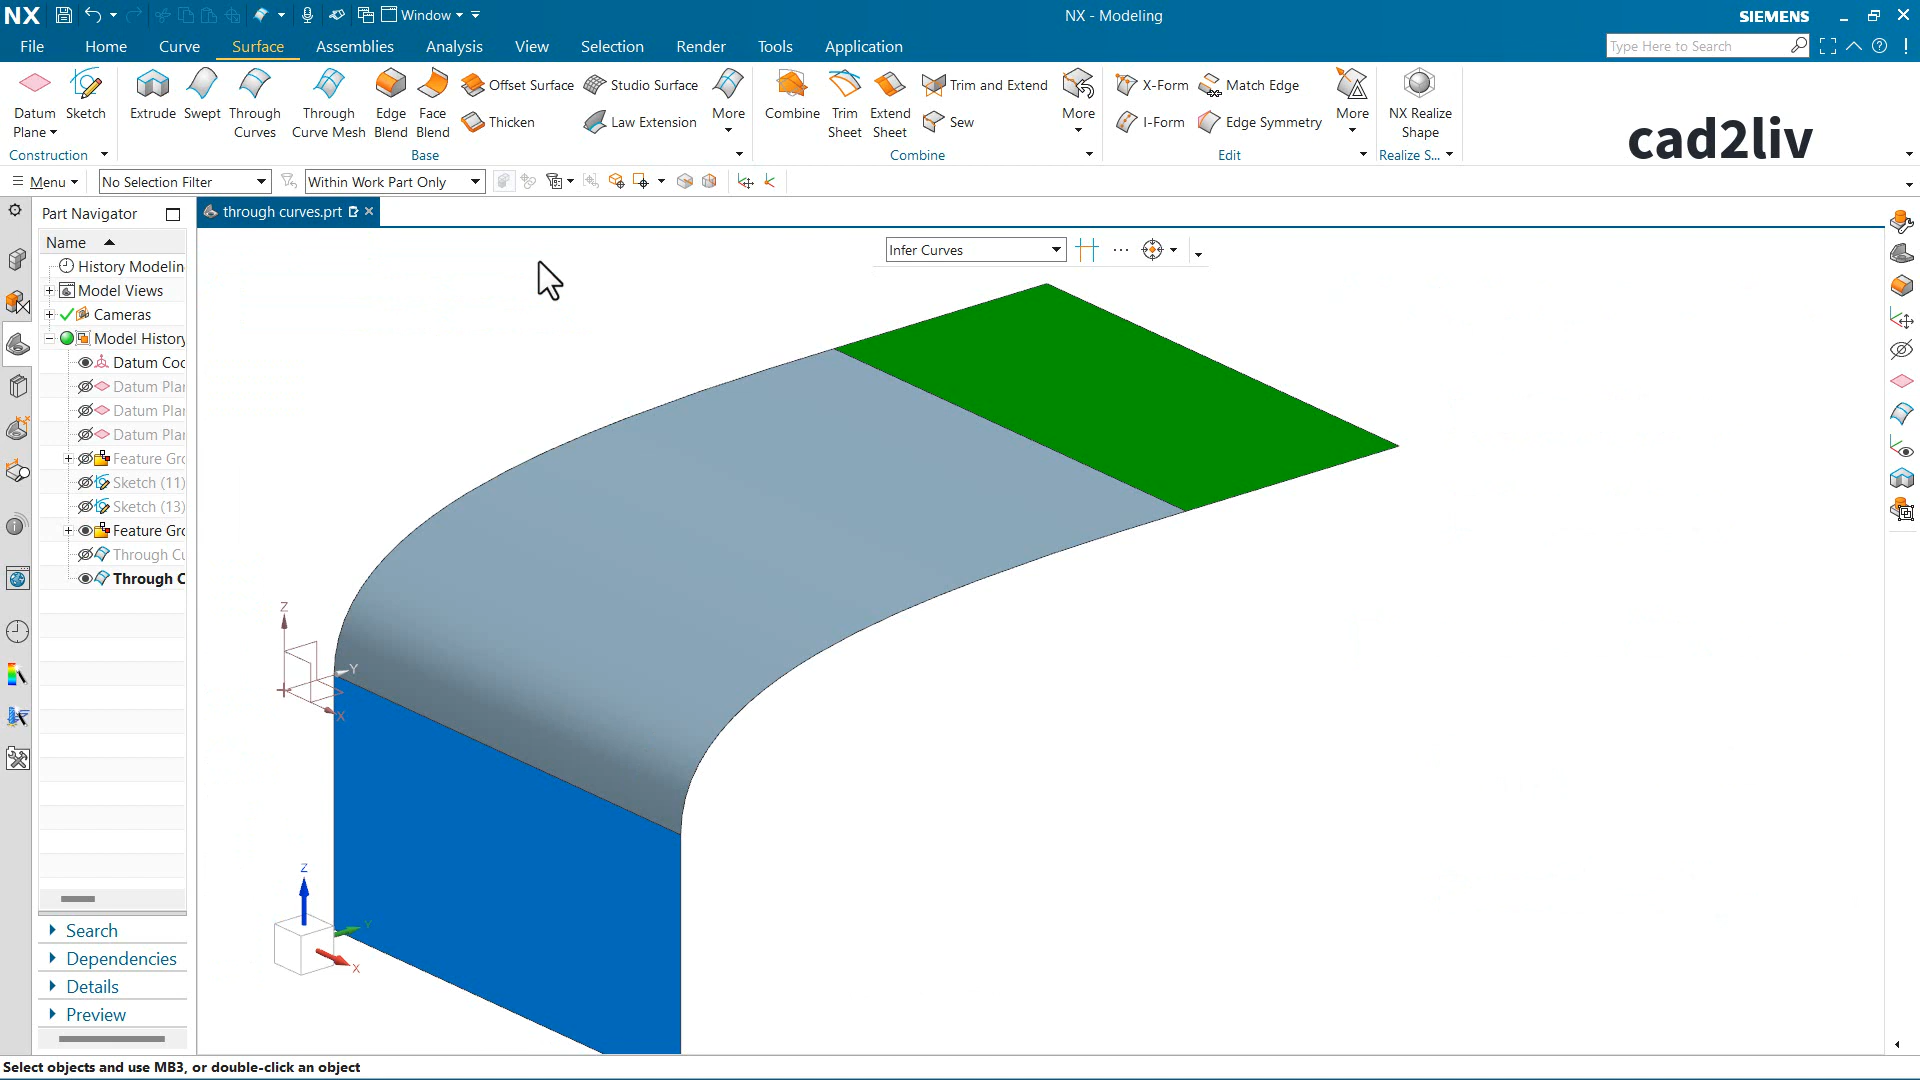 NX Window NX - Modeling SIEMENS
File Home Curve Surface Assemblies Analysis View Selection Render Tools Application Type Here to Search
Datum Plane Sketch Extrude Swept Through Curves Through Curve Mesh Edge Blend Face Blend Offset Surface Thicken Studio Surface Law Extension More Combine Trim Sheet Extend Sheet Trim and Extend Sew More X-Form I-Form Match Edge Edge Symmetry More NX Realize Shape
cad2liv
Construction Base Combine Edit Realize S...
Menu No Selection Filter Within Work Part Only
Part Navigator through curves.prt
Name Infer Curves
History Modelin
Model Views
Cameras
Model History
Datum Coo
Datum Plan
Datum Plan
Datum Plan
Feature Gro
Sketch (11)
Sketch (13)
Feature Gro
Through Cu
Through C
Z
Y
X
Z
Y
X
Search
Dependencies
Details
Preview
Select objects and use MB3, or double-click an object